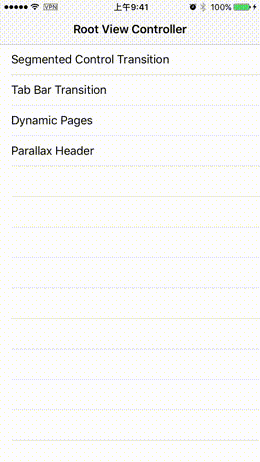 VPN 上午9:41 100%
Root View Controller
Segmented Control Transition
Tab Bar Transition
Dynamic Pages
Parallax Header